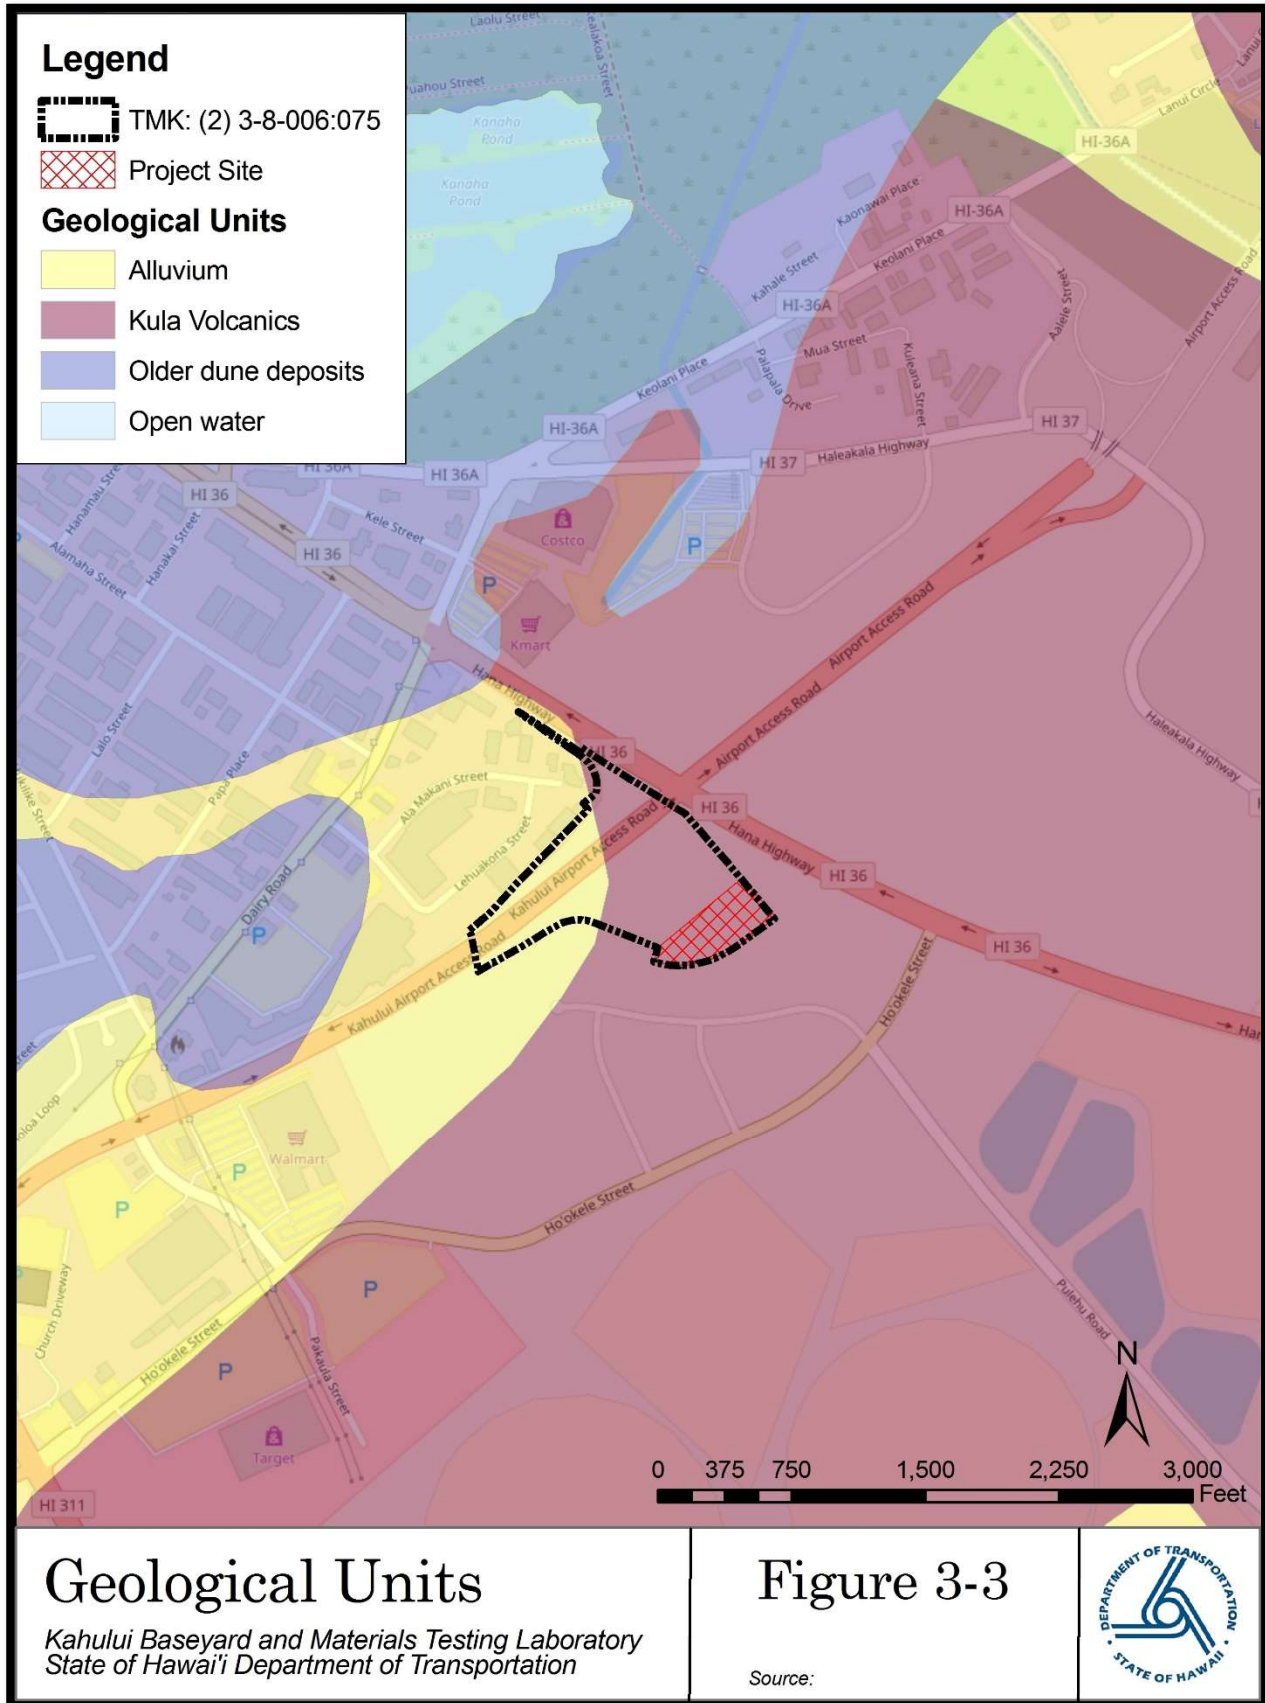 Legend
TMK: (2) 3-8-006:075
Project Site
Geological Units
Alluvium
Kula Volcanics
Older dune deposits
Open water
Laolu Street
Kealakoa Street
Kanaha
Pond
Kanaha
Pond
Lanui Circle
HI-36A
Kaonawai Place
HI-36A
Keolani Place
Kahale Street
HI-36A
Mua Street
Kuleana Street
Aalele Street
Airport Access Road
Keolani Place
Palapala Drive
HI-36A
HI 37
HI 37
Haleakala Highway
HI 36A
HI 36A
HI 36
Hanakai Street
Alamaha Street
Kele Street
HI 36
Costco
P
P
Kmart
Airport Access Road
Hana Highway
Lalo Street
Papa Place
Airport Access Road
Haleakala Highway
HI 36
Ala Makani Street
HI 36
Hana Highway
Lehuakona Street
Kahului Airport Access Road
HI 36
Dairy Road
P
HI 36
Kahului Airport Access Road
Ho'okele Street
Walmart
P
P
Ho'okele Street
Pulehu Road
Church Driveway
P
P
Ho'okele Street
Pakaula Street
Target
HI 311
N
0 375 750 1,500 2,250 3,000
Feet
Geological Units
Kahului Baseyard and Materials Testing Laboratory
State of Hawai'i Department of Transportation
Figure 3-3
Source:
DEPARTMENT OF TRANSPORTATION
STATE OF HAWAII